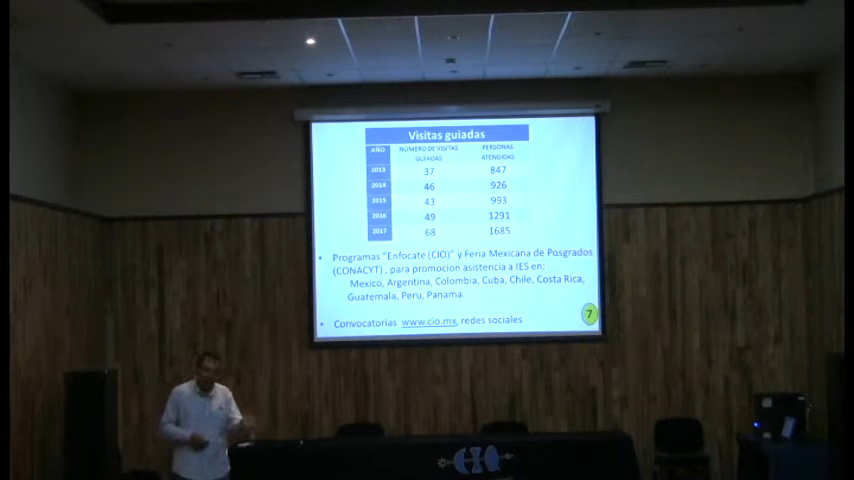 Visitas guiadas
AÑO NÚMERO DE VISITAS GUIADAS PERSONAS ATENDIDAS
2013 37 847
2014 46 926
2015 43 993
2016 49 1291
2017 68 1685
• Programas "Enfocate (CIO)" y Feria Mexicana de Posgrados
(CONACYT) , para promocion asistencia a IES en:
Mexico, Argentina, Colombia, Cuba, Chile, Costa Rica,
Guatemala, Peru, Panama.
• Convocatorias www.cio.mx, redes sociales
7
CIO